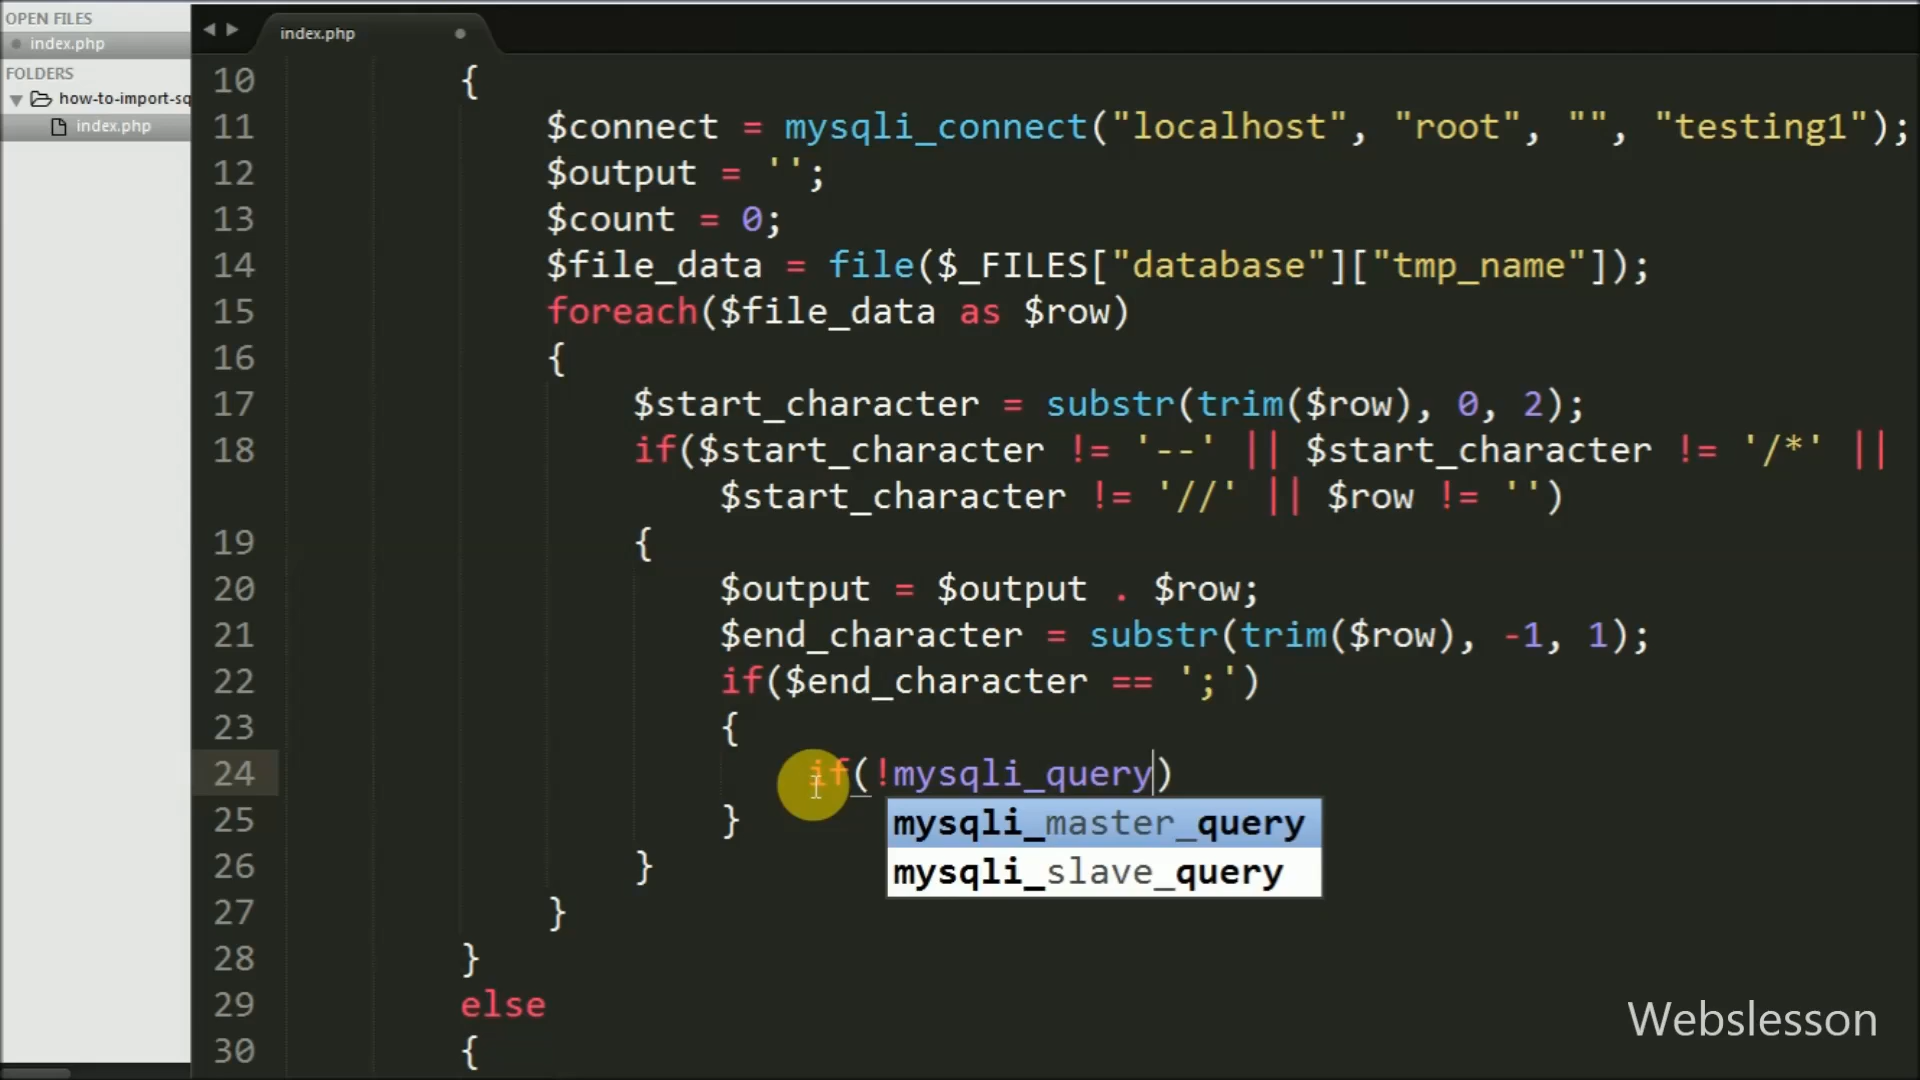 OPEN FILES
index.php
FOLDERS
how-to-import-sq
index.php
index.php
10 {
11 $connect = mysqli_connect("localhost", "root", "", "testing1");
12 $output = '';
13 $count = 0;
14 $file_data = file($_FILES["database"]["tmp_name"]);
15 foreach($file_data as $row)
16 {
17 $start_character = substr(trim($row), 0, 2);
18 if($start_character != '--' || $start_character != '/*' ||
$start_character != '//' || $row != '')
19 {
20 $output = $output . $row;
21 $end_character = substr(trim($row), -1, 1);
22 if($end_character == ';')
23 {
24 if(!mysqli_query)
mysqli_master_query
25 }
mysqli_slave_query
26 }
27 }
28 }
29 else
30 {
Webslesson